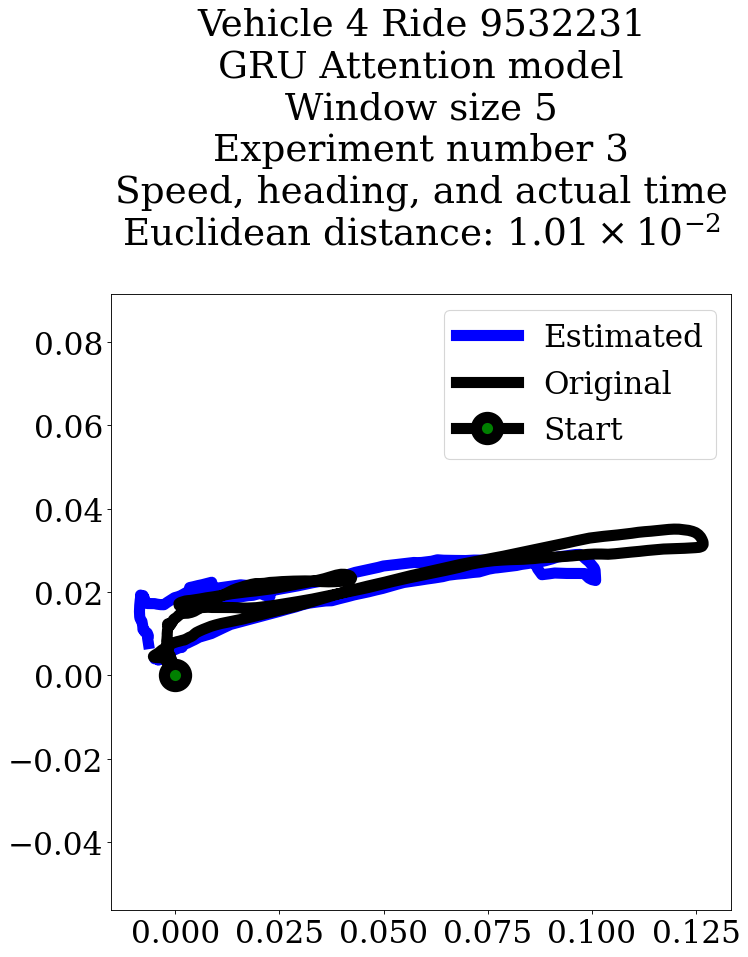 Vehicle 4 Ride 9532231
GRU Attention model
Window size 5
Experiment number 3
Speed, heading, and actual time
Euclidean distance: 1.01 × 10⁻²
Estimated
Original
Start
0.08
0.06
0.04
0.02
0.00
−0.02
−0.04
0.000 0.025 0.050 0.075 0.100 0.125